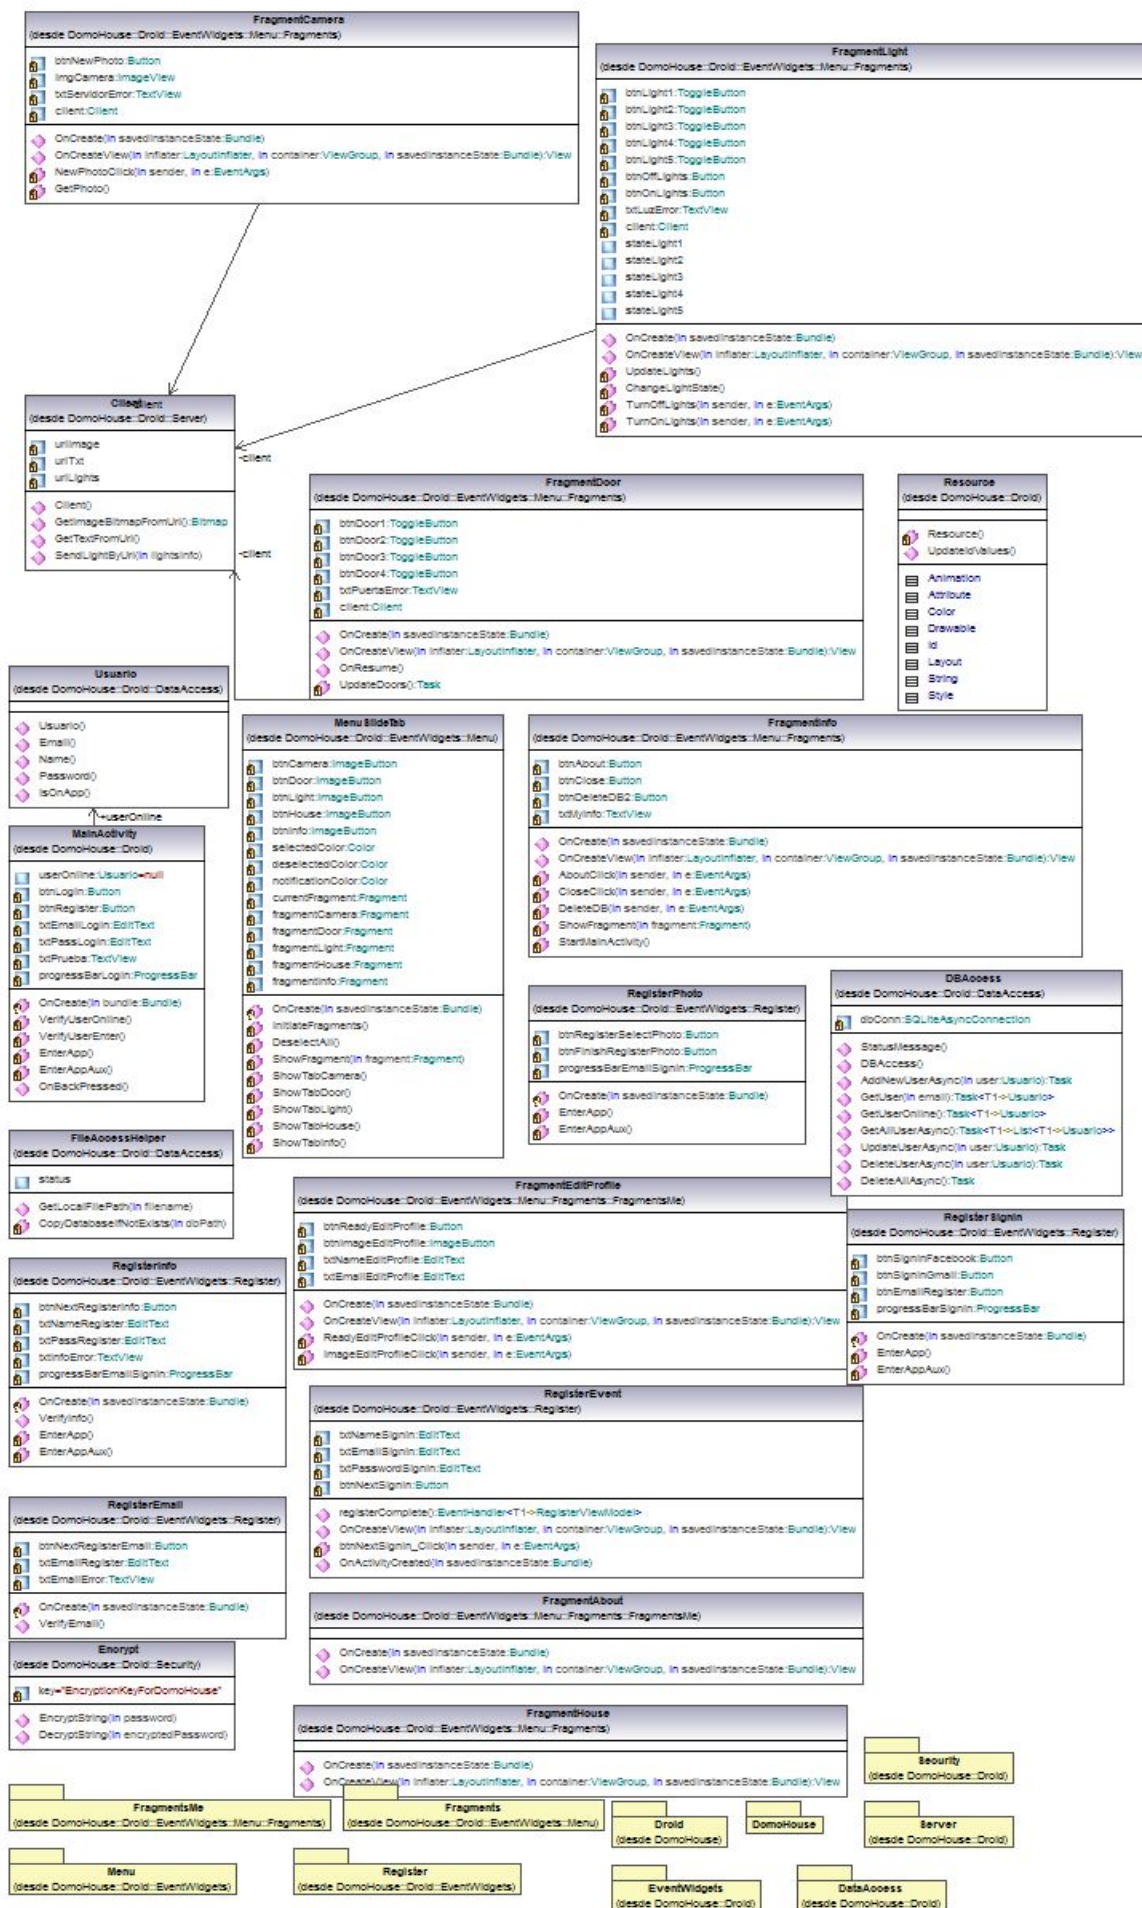 FragmentCamera
(desde DomoHouse::Droid::EventWidgets::Menu::Fragments)
btnNewPhoto:Button
imgCamera:ImageView
txtServidorError:TextView
client:Client
OnCreate(in savedInstanceState:Bundle)
OnCreateView(in inflater:LayoutInflater, in container:ViewGroup, in savedInstanceState:Bundle):View
NewPhotoClick(in sender, in e:EventArgs)
GetPhoto()
FragmentLight
(desde DomoHouse::Droid::EventWidgets::Menu::Fragments)
btnLight1:ToggleButton
btnLight2:ToggleButton
btnLight3:ToggleButton
btnLight4:ToggleButton
btnLight5:ToggleButton
btnOffLights:Button
btnOnLights:Button
txtLuzError:TextView
client:Client
stateLight1
stateLight2
stateLight3
stateLight4
stateLight5
OnCreate(in savedInstanceState:Bundle)
OnCreateView(in inflater:LayoutInflater, in container:ViewGroup, in savedInstanceState:Bundle):View
UpdateLights()
ChangeLightState()
TurnOffLights(in sender, in e:EventArgs)
TurnOnLights(in sender, in e:EventArgs)
Client
(desde DomoHouse::Droid::Server)
urlImage
urlTxt
urlLights
Client()
GetImageBitmapFromUrl():Bitmap
GetTextFromUrl()
SendLightByUrl(in lightsInfo)
-client
-client
FragmentDoor
(desde DomoHouse::Droid::EventWidgets::Menu::Fragments)
btnDoor1:ToggleButton
btnDoor2:ToggleButton
btnDoor3:ToggleButton
btnDoor4:ToggleButton
txtPuertaError:TextView
client:Client
OnCreate(in savedInstanceState:Bundle)
OnCreateView(in inflater:LayoutInflater, in container:ViewGroup, in savedInstanceState:Bundle):View
OnResume()
UpdateDoors():Task
Resource
(desde DomoHouse::Droid)
Resource()
UpdateIdValues()
Animation
Attribute
Color
Drawable
Id
Layout
String
Style
Usuario
(desde DomoHouse::Droid::DataAccess)
Usuario()
Email()
Name()
Password()
IsOnApp()
+userOnline
MainActivity
(desde DomoHouse::Droid)
userOnline:Usuario=null
btnLogin:Button
btnRegister:Button
txtEmailLogin:EditText
txtPassLogin:EditText
txtPrueba:TextView
progressBarLogin:ProgressBar
OnCreate(in bundle:Bundle)
VerifyUserOnline()
VerifyUserEnter()
EnterApp()
EnterAppAux()
OnBackPressed()
MenuSlideTab
(desde DomoHouse::Droid::EventWidgets::Menu)
btnCamera:ImageButton
btnDoor:ImageButton
btnLight:ImageButton
btnHouse:ImageButton
btnInfo:ImageButton
selectedColor:Color
deselectedColor:Color
notificationColor:Color
currentFragment:Fragment
fragmentCamera:Fragment
fragmentDoor:Fragment
fragmentLight:Fragment
fragmentHouse:Fragment
fragmentInfo:Fragment
OnCreate(in savedInstanceState:Bundle)
InitiateFragments()
DeselectAll()
ShowFragment(in fragment:Fragment)
ShowTabCamera()
ShowTabDoor()
ShowTabLight()
ShowTabHouse()
ShowTabInfo()
FragmentInfo
(desde DomoHouse::Droid::EventWidgets::Menu::Fragments)
btnAbout:Button
btnClose:Button
btnDeleteDB2:Button
txtMyInfo:TextView
OnCreate(in savedInstanceState:Bundle)
OnCreateView(in inflater:LayoutInflater, in container:ViewGroup, in savedInstanceState:Bundle):View
AboutClick(in sender, in e:EventArgs)
CloseClick(in sender, in e:EventArgs)
DeleteDB(in sender, in e:EventArgs)
ShowFragment(in fragment:Fragment)
StartMainActivity()
RegisterPhoto
(desde DomoHouse::Droid::EventWidgets::Register)
btnRegisterSelectPhoto:Button
btnFinishRegisterPhoto:Button
progressBarEmailSignIn:ProgressBar
OnCreate(in savedInstanceState:Bundle)
EnterApp()
EnterAppAux()
DBAccess
(desde DomoHouse::Droid::DataAccess)
dbConn:SQLiteAsyncConnection
StatusMessage()
DBAccess()
AddNewUserAsync(in user:Usuario):Task
GetUser(in email):Task<T1->Usuario>
GetUserOnline():Task<T1->Usuario>
GetAllUserAsync():Task<T1->List<T1->Usuario>>
UpdateUserAsync(in user:Usuario):Task
DeleteUserAsync(in user:Usuario):Task
DeleteAllAsync():Task
FileAccessHelper
(desde DomoHouse::Droid::DataAccess)
status
GetLocalFilePath(in filename)
CopyDatabaseIfNotExists(in dbPath)
FragmentEditProfile
(desde DomoHouse::Droid::EventWidgets::Menu::Fragments::FragmentsMe)
btnReadyEditProfile:Button
btnImageEditProfile:ImageButton
txtNameEditProfile:EditText
txtEmailEditProfile:EditText
OnCreate(in savedInstanceState:Bundle)
OnCreateView(in inflater:LayoutInflater, in container:ViewGroup, in savedInstanceState:Bundle):View
ReadyEditProfileClick(in sender, in e:EventArgs)
ImageEditProfileClick(in sender, in e:EventArgs)
RegisterSignIn
(desde DomoHouse::Droid::EventWidgets::Register)
btnSignInFacebook:Button
btnSignInGmail:Button
btnEmailRegister:Button
progressBarSignIn:ProgressBar
OnCreate(in savedInstanceState:Bundle)
EnterApp()
EnterAppAux()
RegisterInfo
(desde DomoHouse::Droid::EventWidgets::Register)
btnNextRegisterInfo:Button
txtNameRegister:EditText
txtPassRegister:EditText
txtInfoError:TextView
progressBarEmailSignIn:ProgressBar
OnCreate(in savedInstanceState:Bundle)
VerifyInfo()
EnterApp()
EnterAppAux()
RegisterEvent
(desde DomoHouse::Droid::EventWidgets::Register)
txtNameSignIn:EditText
txtEmailSignIn:EditText
txtPasswordSignIn:EditText
btnNextSignIn:Button
registerComplete():EventHandler<T1->RegisterViewModel>
OnCreateView(in inflater:LayoutInflater, in container:ViewGroup, in savedInstanceState:Bundle):View
btnNextSignIn_Click(in sender, in e:EventArgs)
OnActivityCreated(in savedInstanceState:Bundle)
RegisterEmail
(desde DomoHouse::Droid::EventWidgets::Register)
btnNextRegisterEmail:Button
txtEmailRegister:EditText
txtEmailError:TextView
OnCreate(in savedInstanceState:Bundle)
VerifyEmail()
FragmentAbout
(desde DomoHouse::Droid::EventWidgets::Menu::Fragments::FragmentsMe)
OnCreate(in savedInstanceState:Bundle)
OnCreateView(in inflater:LayoutInflater, in container:ViewGroup, in savedInstanceState:Bundle):View
Encrypt
(desde DomoHouse::Droid::Security)
key="EncryptionKeyForDomoHouse"
EncryptString(in password)
DecryptString(in encryptedPassword)
FragmentHouse
(desde DomoHouse::Droid::EventWidgets::Menu::Fragments)
OnCreate(in savedInstanceState:Bundle)
OnCreateView(in inflater:LayoutInflater, in container:ViewGroup, in savedInstanceState:Bundle):View
Security
(desde DomoHouse::Droid)
FragmentsMe
(desde DomoHouse::Droid::EventWidgets::Menu::Fragments)
Fragments
(desde DomoHouse::Droid::EventWidgets::Menu)
Droid
(desde DomoHouse)
DomoHouse
Server
(desde DomoHouse::Droid)
Menu
(desde DomoHouse::Droid::EventWidgets)
Register
(desde DomoHouse::Droid::EventWidgets)
EventWidgets
(desde DomoHouse::Droid)
DataAccess
(desde DomoHouse::Droid)